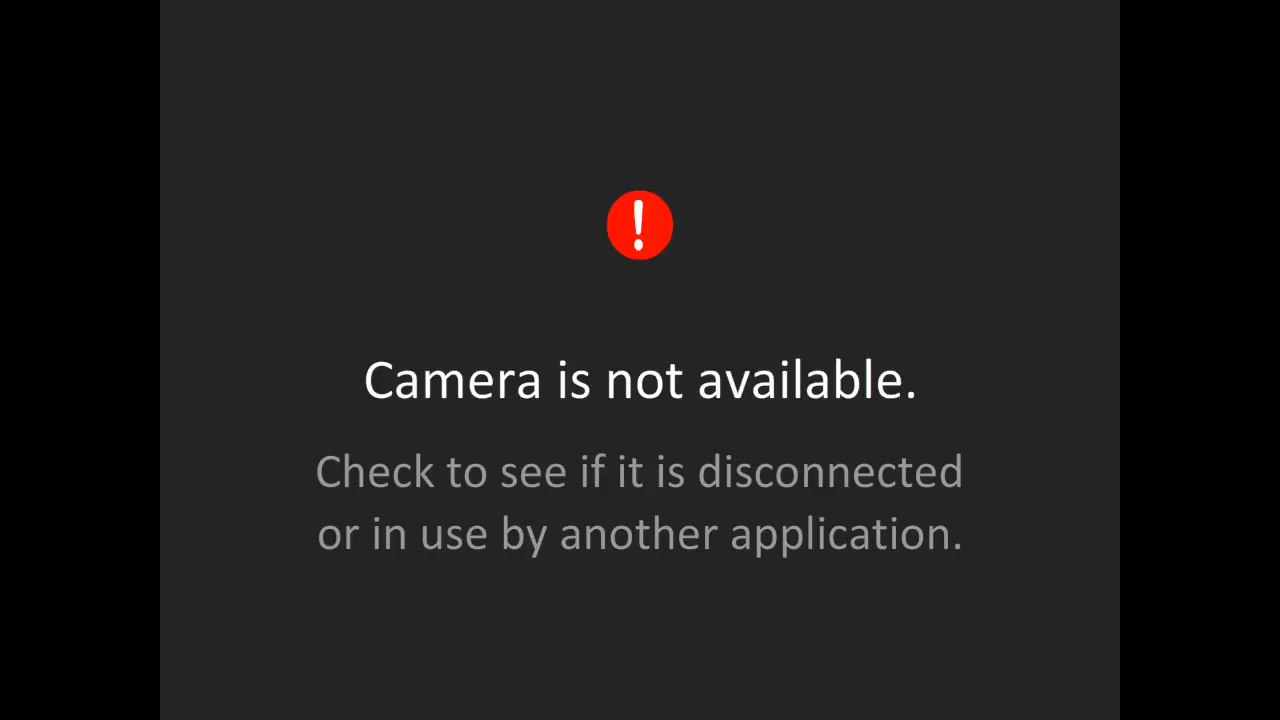 Camera is not available.
Check to see if it is disconnected
or in use by another application.